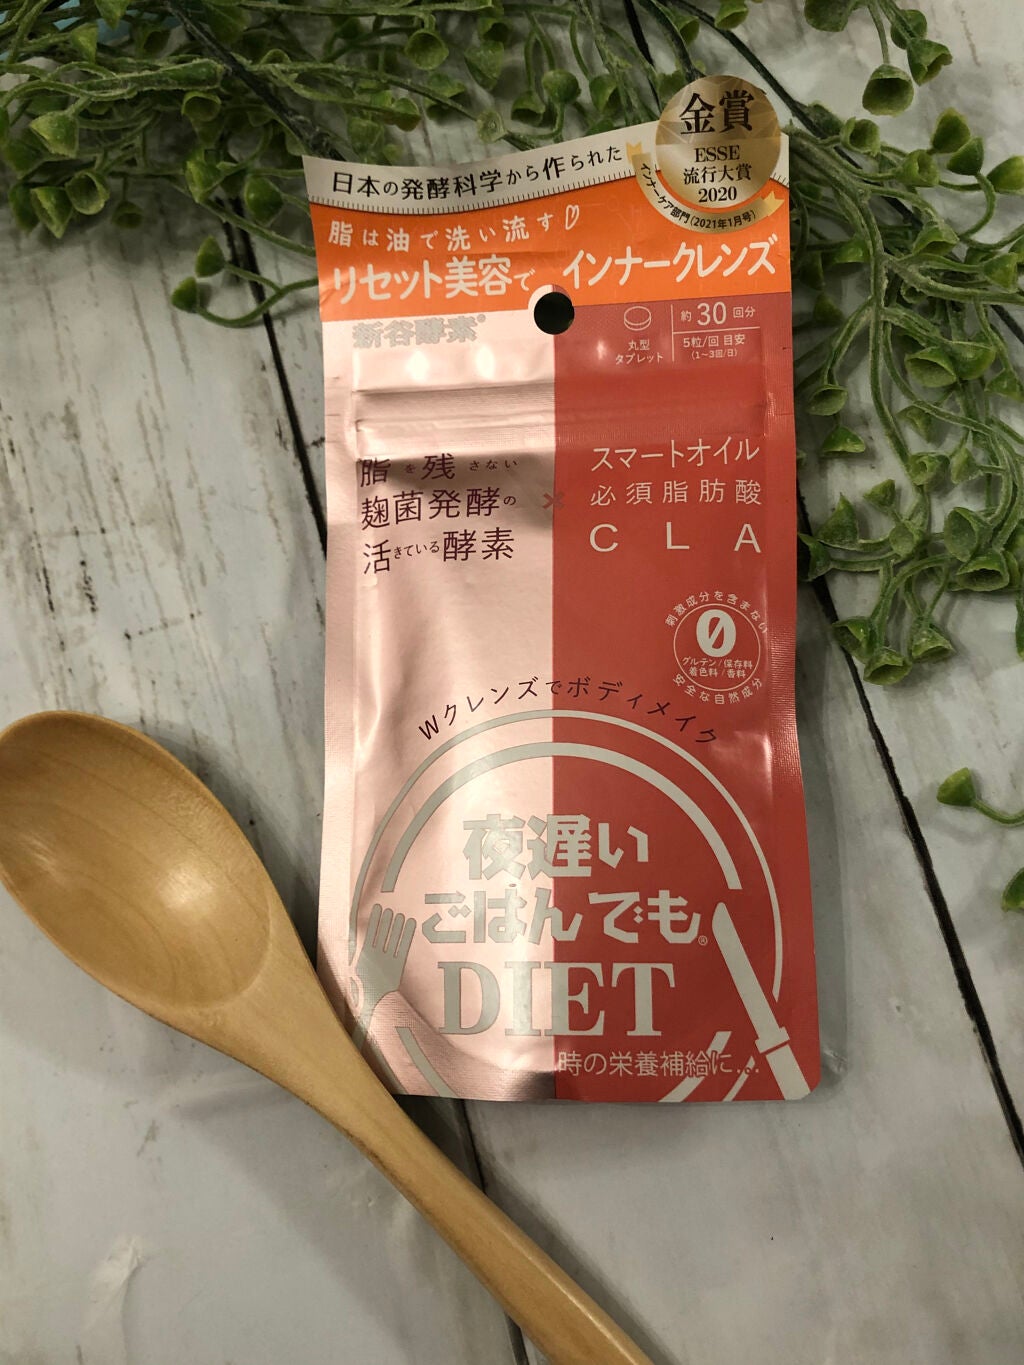 金賞
ESSE
流行大賞
2020
インナーケア部門(2021年1月号)
日本の発酵科学から作られた
脂は油で洗い流す
リセット美容で インナークレンズ
新谷酵素®
丸型
タブレット
約30回分
5粒/回 目安
(1〜3回/日)
脂を残さない
麹菌発酵の
活きている酵素
×
スマートオイル
必須脂肪酸
CLA
刺激成分を含まない
0
グルテン/保存料
着色料/香料
安全な自然成分
Wクレンズでボディメイク
夜遅い
ごはんでも®
DIET
時の栄養補給に…